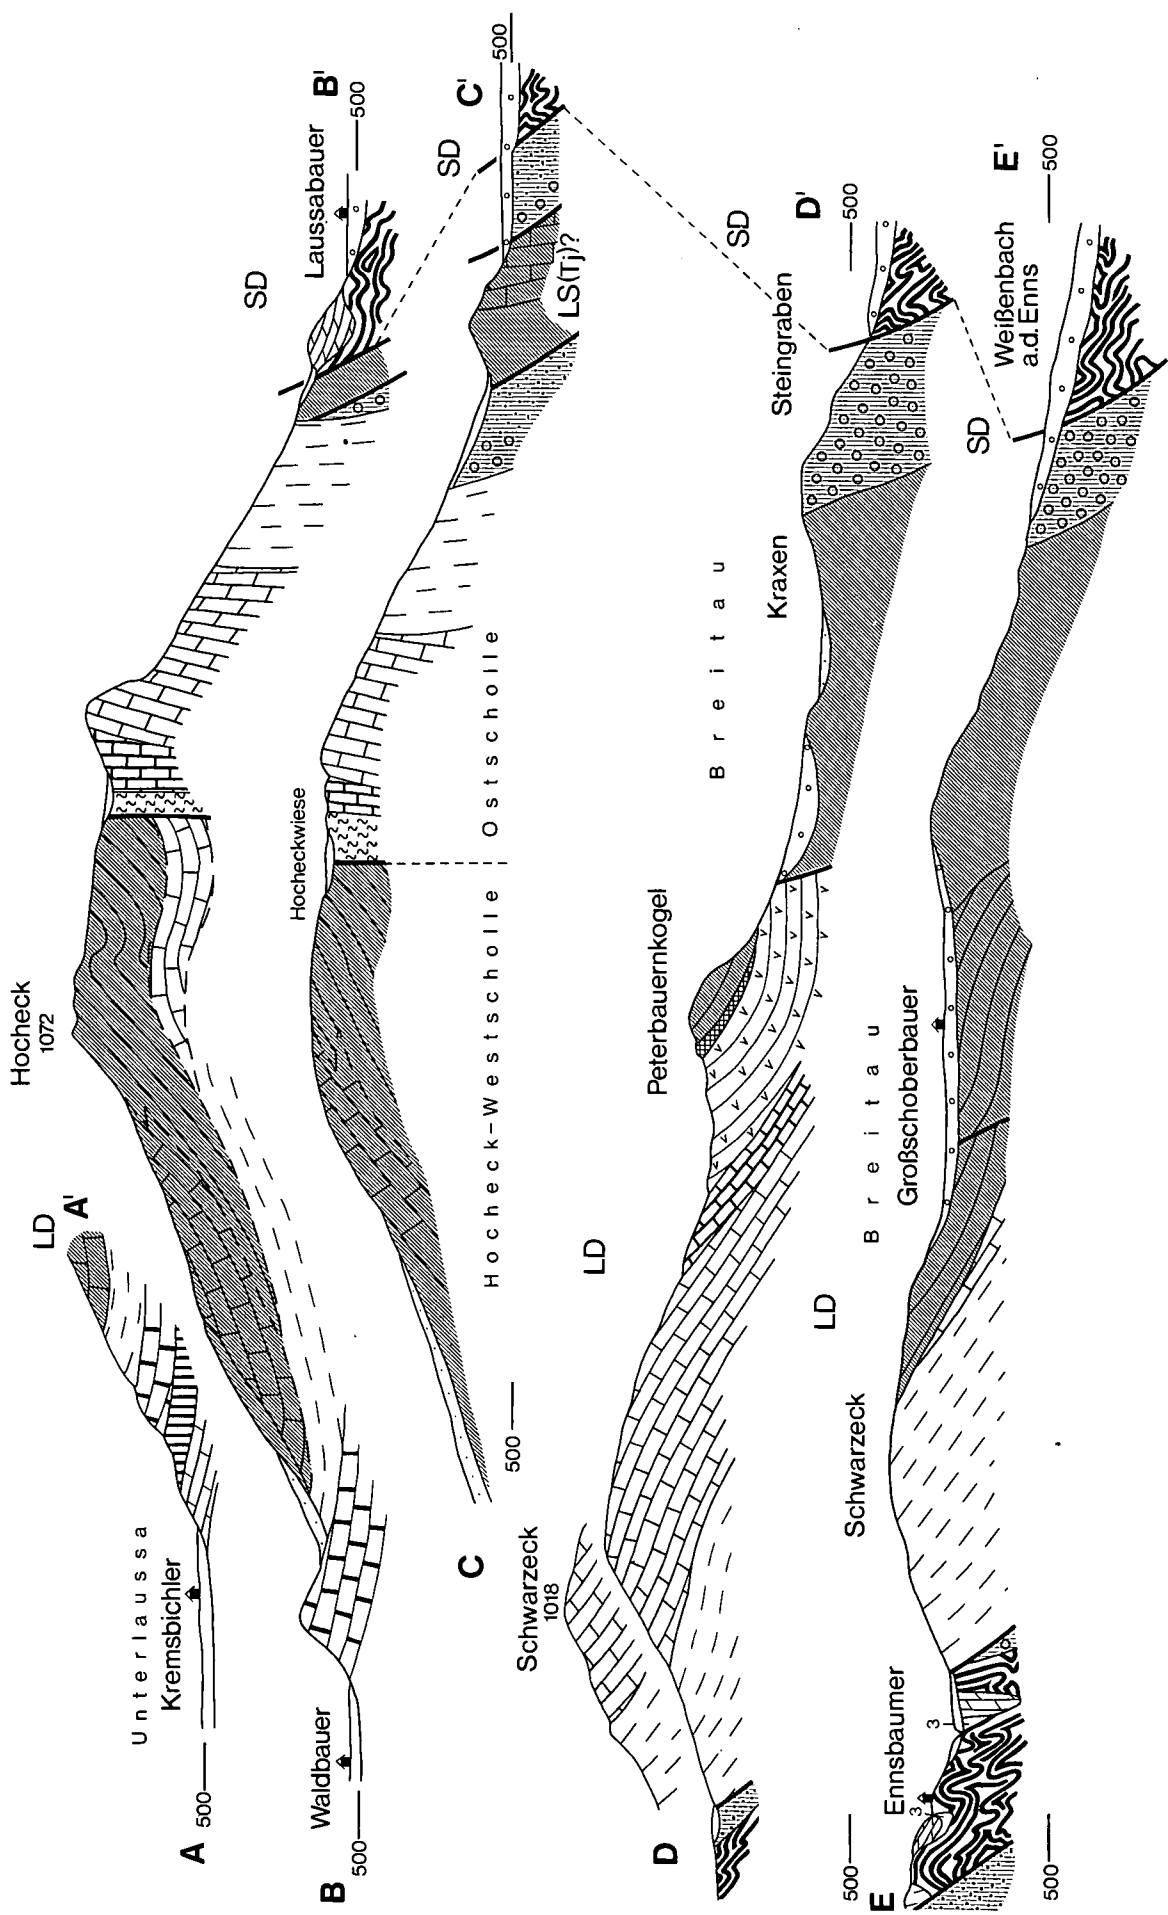 A
500
Unterlaussa
Kremsbichler
LD
A'
B
500
Waldbauer
Hocheck
1072
SD
Laussabauer
B'
500
C
500
Hocheckwiese
Hocheck-Westscholle
Ostscholle
LS(Tj)?
SD
C'
500
D
500
Schwarzeck
1018
LD
Peterbauernkogel
Breitau
Kraxen
Steingraben
SD
D'
500
E
500
Ennsbaumer
3
3
Schwarzeck
LD
Breitau
Großschoberbauer
SD
Weißenbach
a.d.Enns
E'
500